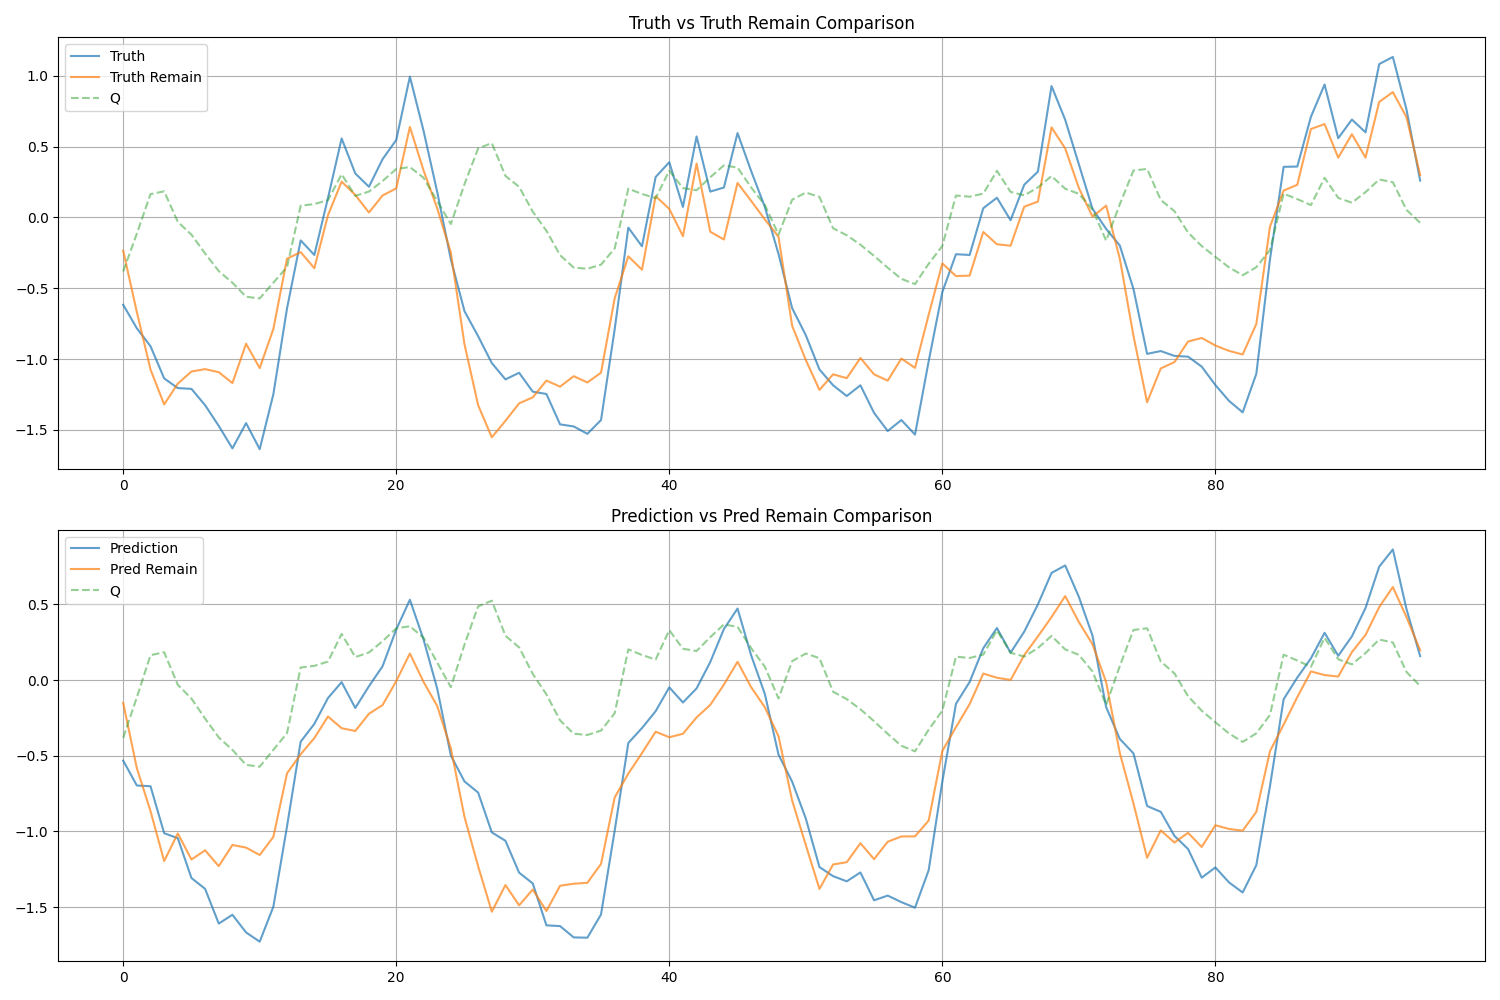 Truth vs Truth Remain Comparison
Truth
Truth Remain
Q
1.0
0.5
0.0
−0.5
−1.0
−1.5
0 20 40 60 80
Prediction vs Pred Remain Comparison
Prediction
Pred Remain
Q
0.5
0.0
−0.5
−1.0
−1.5
0 20 40 60 80